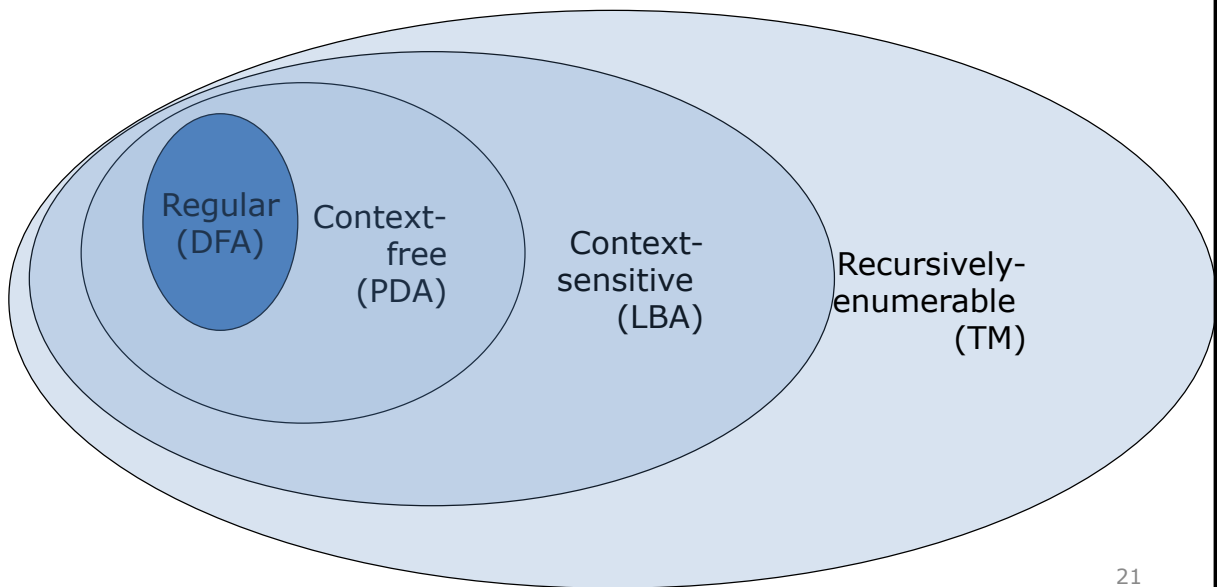 Regular
(DFA)
Context-
free
(PDA)
Context-
sensitive
(LBA)
Recursively-
enumerable
(TM)
21